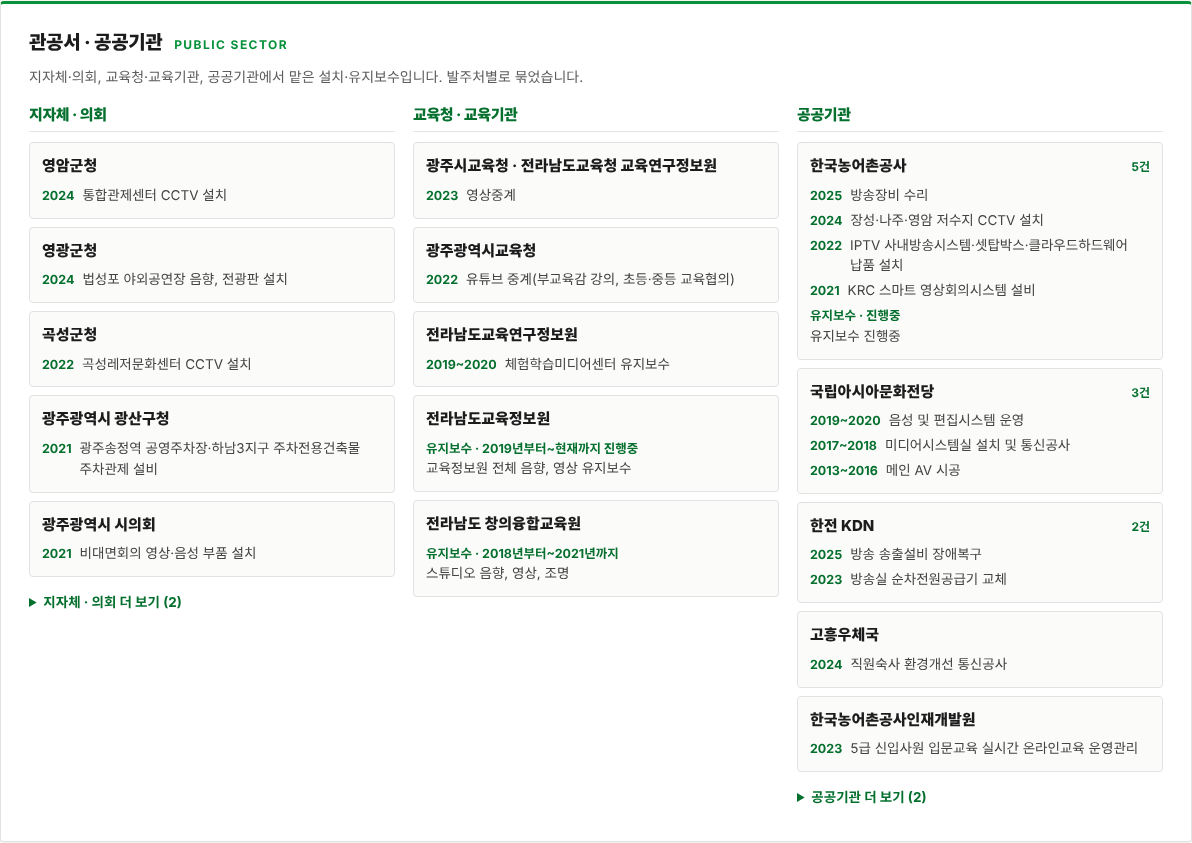 관공서 · 공공기관 PUBLIC SECTOR
지자체·의회, 교육청·교육기관, 공공기관에서 맡은 설치·유지보수입니다. 발주처별로 묶었습니다.
지자체 · 의회
영암군청
2024 통합관제센터 CCTV 설치
영광군청
2024 법성포 야외공연장 음향, 전광판 설치
곡성군청
2022 곡성레저문화센터 CCTV 설치
광주광역시 광산구청
2021 광주송정역 공영주차장·하남3지구 주차전용건축물
주차관제 설비
광주광역시 시의회
2021 비대면회의 영상·음성 부품 설치
▶ 지자체 · 의회 더 보기 (2)
교육청 · 교육기관
광주시교육청 · 전라남도교육청 교육연구정보원
2023 영상중계
광주광역시교육청
2022 유튜브 중계(부교육감 강의, 초등·중등 교육협의)
전라남도교육연구정보원
2019~2020 체험학습미디어센터 유지보수
전라남도교육정보원
유지보수 · 2019년부터~현재까지 진행중
교육정보원 전체 음향, 영상 유지보수
전라남도 창의융합교육원
유지보수 · 2018년부터~2021년까지
스튜디오 음향, 영상, 조명
공공기관
한국농어촌공사 5건
2025 방송장비 수리
2024 장성·나주·영암 저수지 CCTV 설치
2022 IPTV 사내방송시스템·셋탑박스·클라우드하드웨어
납품 설치
2021 KRC 스마트 영상회의시스템 설비
유지보수 · 진행중
유지보수 진행중
국립아시아문화전당 3건
2019~2020 음성 및 편집시스템 운영
2017~2018 미디어시스템실 설치 및 통신공사
2013~2016 메인 AV 시공
한전 KDN 2건
2025 방송 송출설비 장애복구
2023 방송실 순차전원공급기 교체
고흥우체국
2024 직원숙사 환경개선 통신공사
한국농어촌공사인재개발원
2023 5급 신입사원 입문교육 실시간 온라인교육 운영관리
▶ 공공기관 더 보기 (2)